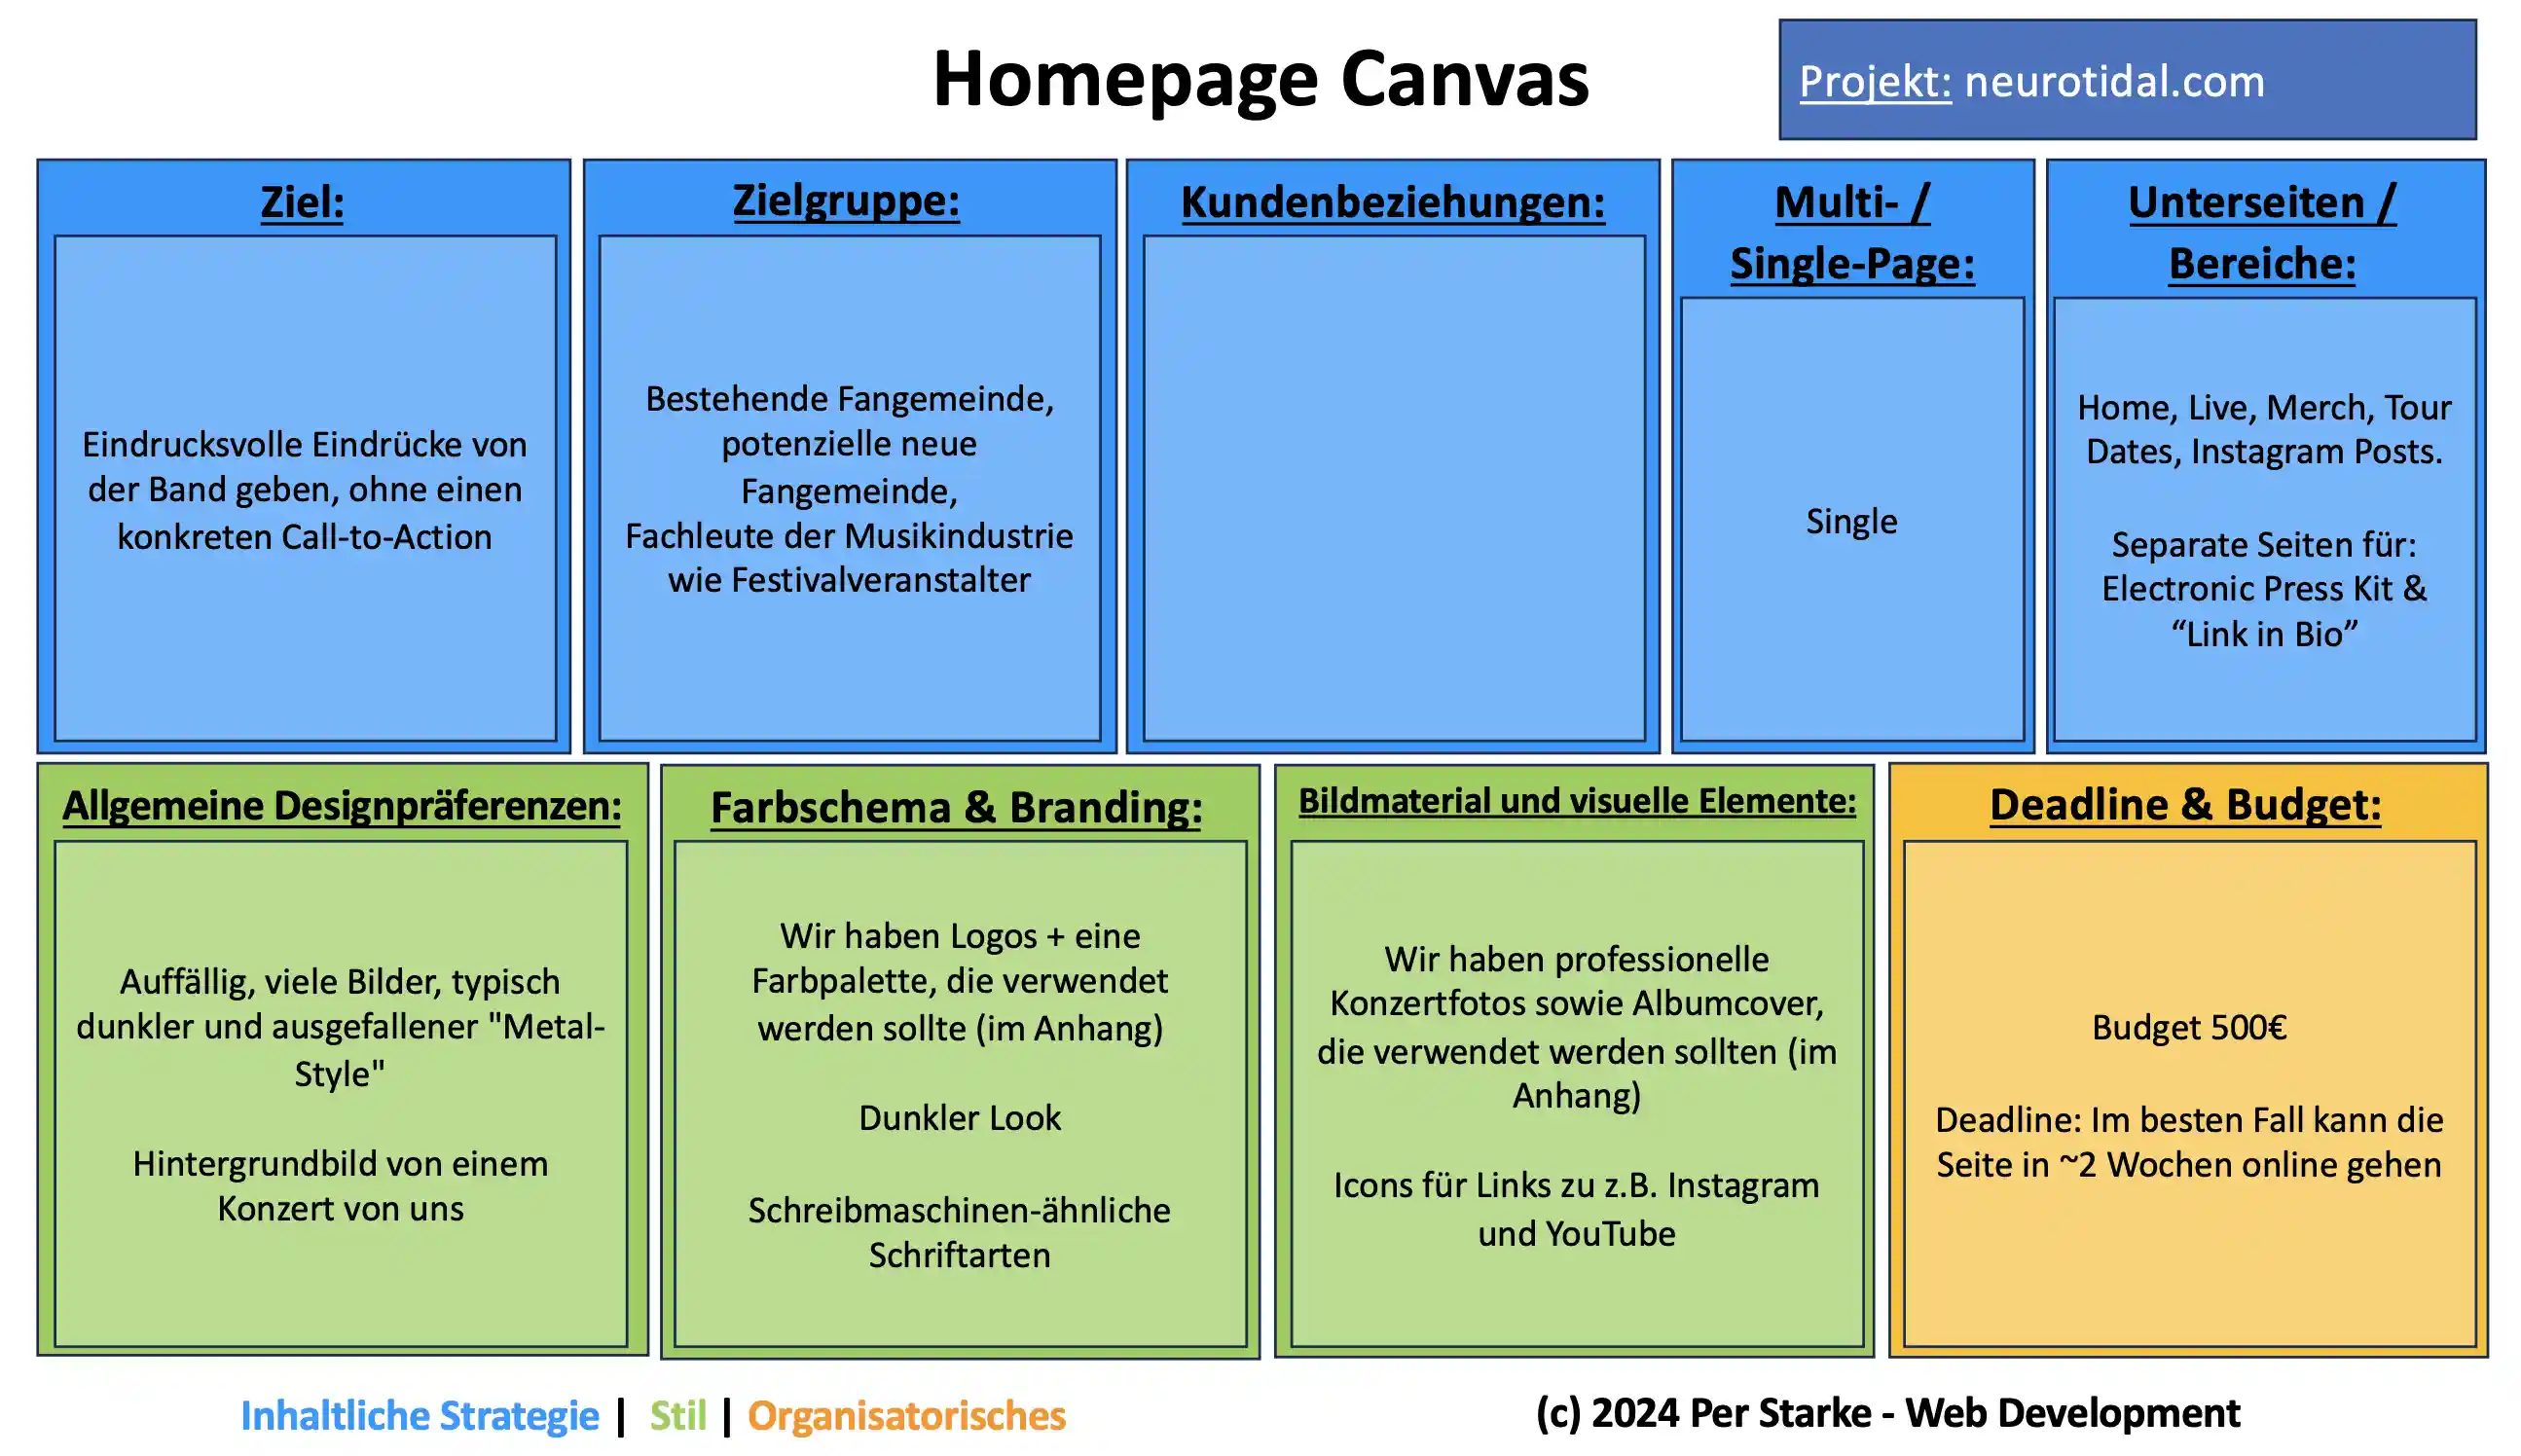 Homepage Canvas
Projekt: neurotidal.com
Ziel:
Eindrucksvolle Eindrücke von
der Band geben, ohne einen
konkreten Call-to-Action
Zielgruppe:
Bestehende Fangemeinde,
potenzielle neue
Fangemeinde,
Fachleute der Musikindustrie
wie Festivalveranstalter
Kundenbeziehungen:
Multi- /
Single-Page:
Single
Unterseiten /
Bereiche:
Home, Live, Merch, Tour
Dates, Instagram Posts.
Separate Seiten für:
Electronic Press Kit &
“Link in Bio”
Allgemeine Designpräferenzen:
Auffällig, viele Bilder, typisch
dunkler und ausgefallener "Metal-
Style"
Hintergrundbild von einem
Konzert von uns
Farbschema & Branding:
Wir haben Logos + eine
Farbpalette, die verwendet
werden sollte (im Anhang)
Dunkler Look
Schreibmaschinen-ähnliche
Schriftarten
Bildmaterial und visuelle Elemente:
Wir haben professionelle
Konzertfotos sowie Albumcover,
die verwendet werden sollten (im
Anhang)
Icons für Links zu z.B. Instagram
und YouTube
Deadline & Budget:
Budget 500€
Deadline: Im besten Fall kann die
Seite in ~2 Wochen online gehen
Inhaltliche Strategie | Stil | Organisatorisches
(c) 2024 Per Starke - Web Development